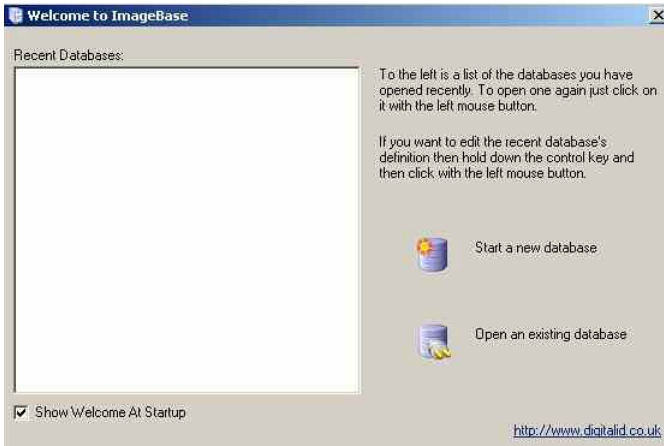 Welcome to ImageBase
Recent Databases:
To the left is a list of the databases you have
opened recently. To open one again just click on
it with the left mouse button.
If you want to edit the recent database's
definition then hold down the control key and
then click with the left mouse button.
Start a new database
Open an existing database
Show Welcome At Startup
http://www.digitalid.co.uk